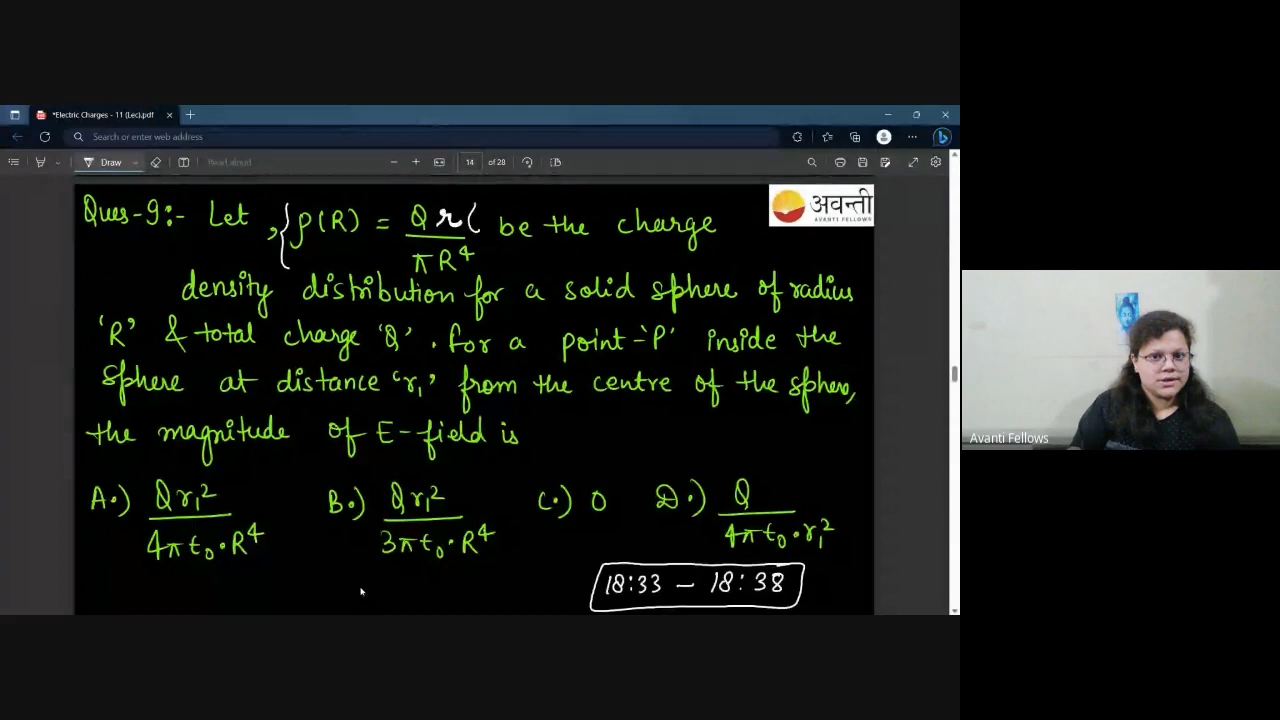 *Electric Charges - 11 (Lec).pdf
Search or enter web address
Draw
Read aloud
14 of 28
Ques-9:- Let, {ρ(R) = Qr/πR⁴ be the charge
अवन्ती
AVANTI FELLOWS
density distribution for a solid sphere of radius
'R' & total charge 'Q'. for a point-'P' inside the
sphere at distance 'r₁' from the centre of the sphere,
the magnitude of E-field is
A.) Qr₁²/4πt₀·R⁴ B.) Qr₁²/3πt₀·R⁴ C.) 0 D.) Q/4πt₀·r₁²
18:33 – 18:38
Avanti Fellows